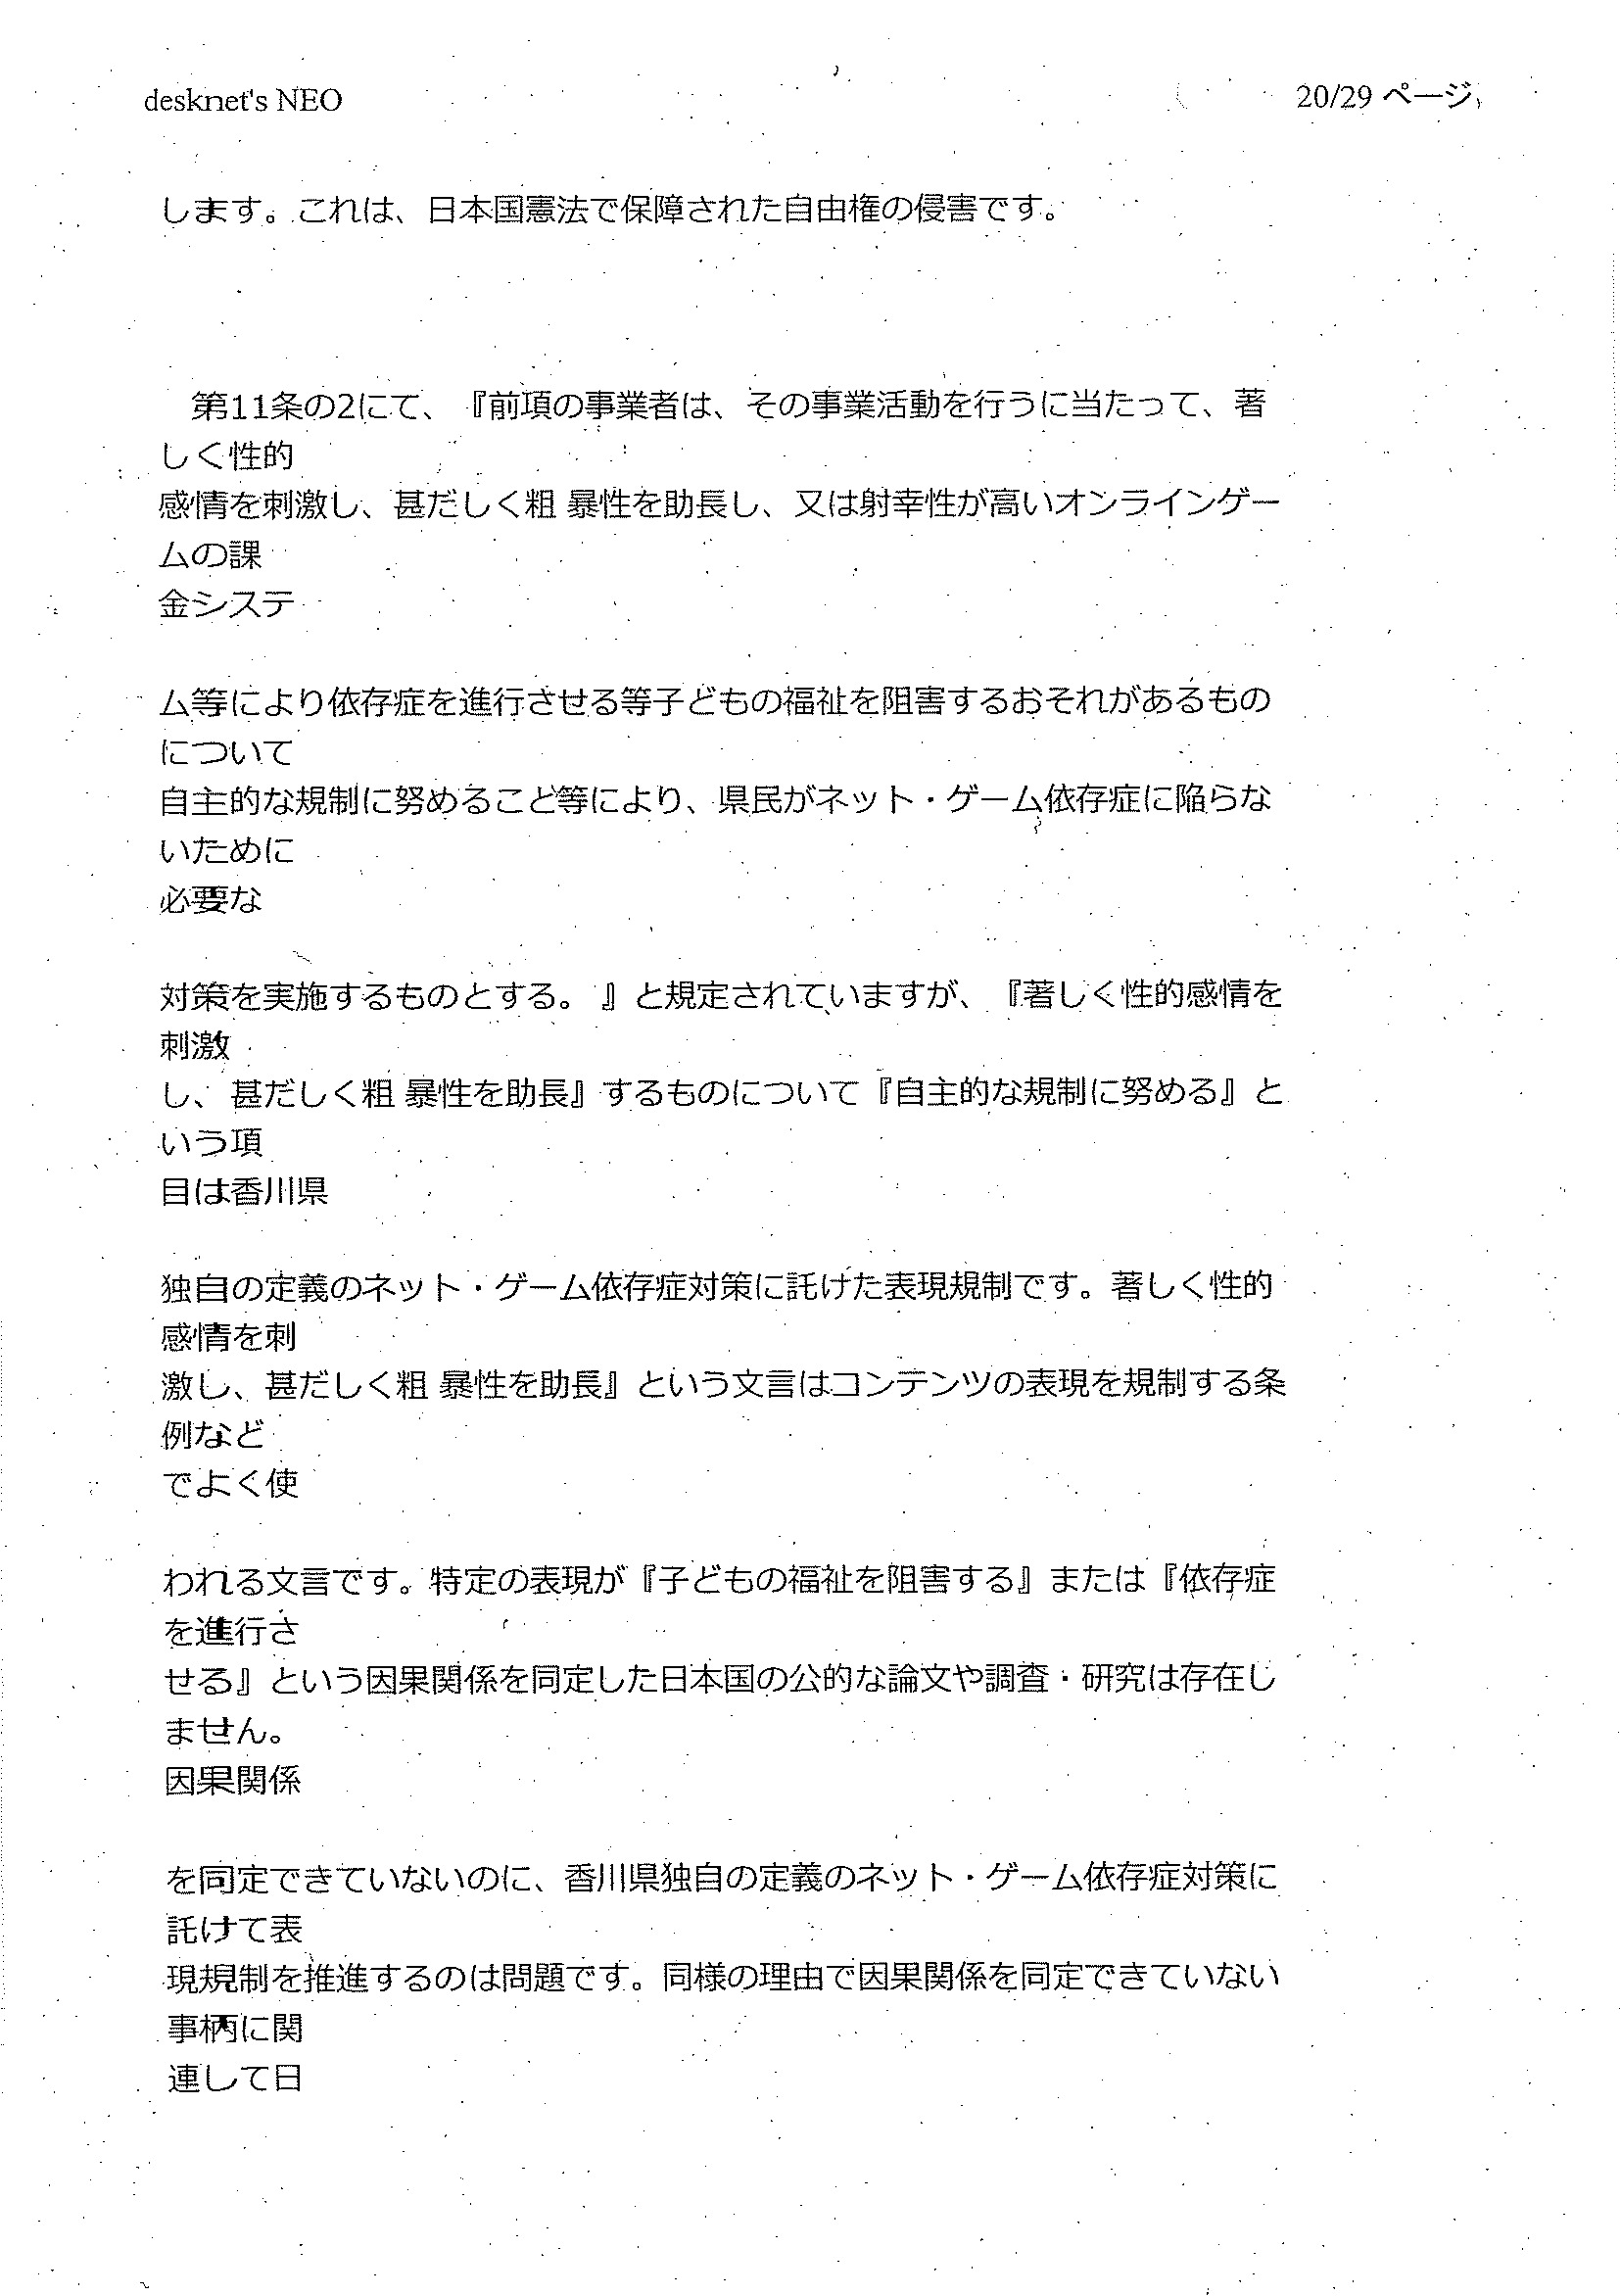 desknet's NEO
20/29 ページ
します。これは、日本国憲法で保障された自由権の侵害です。
第11条の2にて、『前項の事業者は、その事業活動を行うに当たって、著
しく性的
感情を刺激し、甚だしく粗 暴性を助長し、又は射幸性が高いオンラインゲー
ムの課
金システ
ム等により依存症を進行させる等子どもの福祉を阻害するおそれがあるもの
について
自主的な規制に努めること等により、県民がネット・ゲーム依存症に陥らな
いために
必要な
対策を実施するものとする。 』と規定されていますが、『著しく性的感情を
刺激
し、甚だしく粗 暴性を助長』するものについて『自主的な規制に努める』と
いう項
目は香川県
独自の定義のネット・ゲーム依存症対策に託けた表現規制です。著しく性的
感情を刺
激し、甚だしく粗 暴性を助長』という文言はコンテンツの表現を規制する条
例など
でよく使
われる文言です。特定の表現が『子どもの福祉を阻害する』または『依存症
を進行さ
せる』という因果関係を同定した日本国の公的な論文や調査・研究は存在し
ません。
因果関係
を同定できていないのに、香川県独自の定義のネット・ゲーム依存症対策に
託けて表
現規制を推進するのは問題です。同様の理由で因果関係を同定できていない
事柄に関
連して日